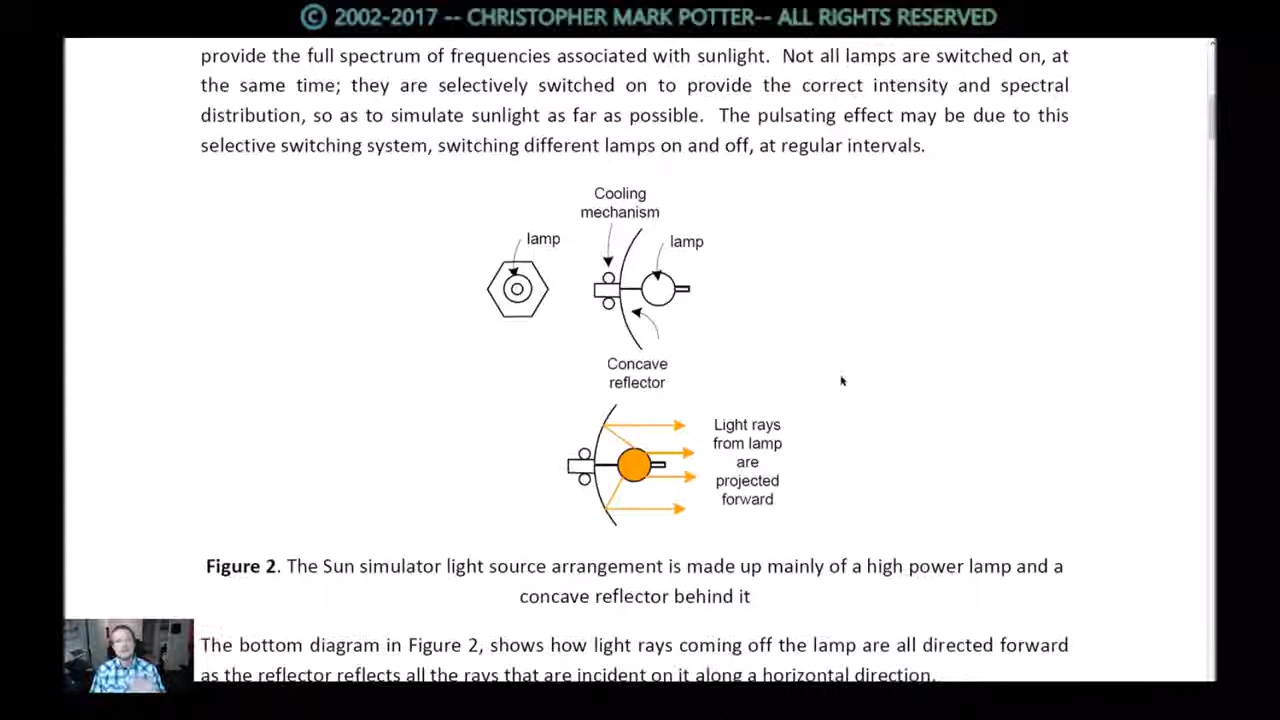 © 2002-2017 -- CHRISTOPHER MARK POTTER-- ALL RIGHTS RESERVED
provide the full spectrum of frequencies associated with sunlight. Not all lamps are switched on, at
the same time; they are selectively switched on to provide the correct intensity and spectral
distribution, so as to simulate sunlight as far as possible. The pulsating effect may be due to this
selective switching system, switching different lamps on and off, at regular intervals.
Cooling
mechanism
lamp
lamp
Concave
reflector
Light rays
from lamp
are
projected
forward
Figure 2. The Sun simulator light source arrangement is made up mainly of a high power lamp and a
concave reflector behind it
The bottom diagram in Figure 2, shows how light rays coming off the lamp are all directed forward
as the reflector reflects all the rays that are incident on it along a horizontal direction.